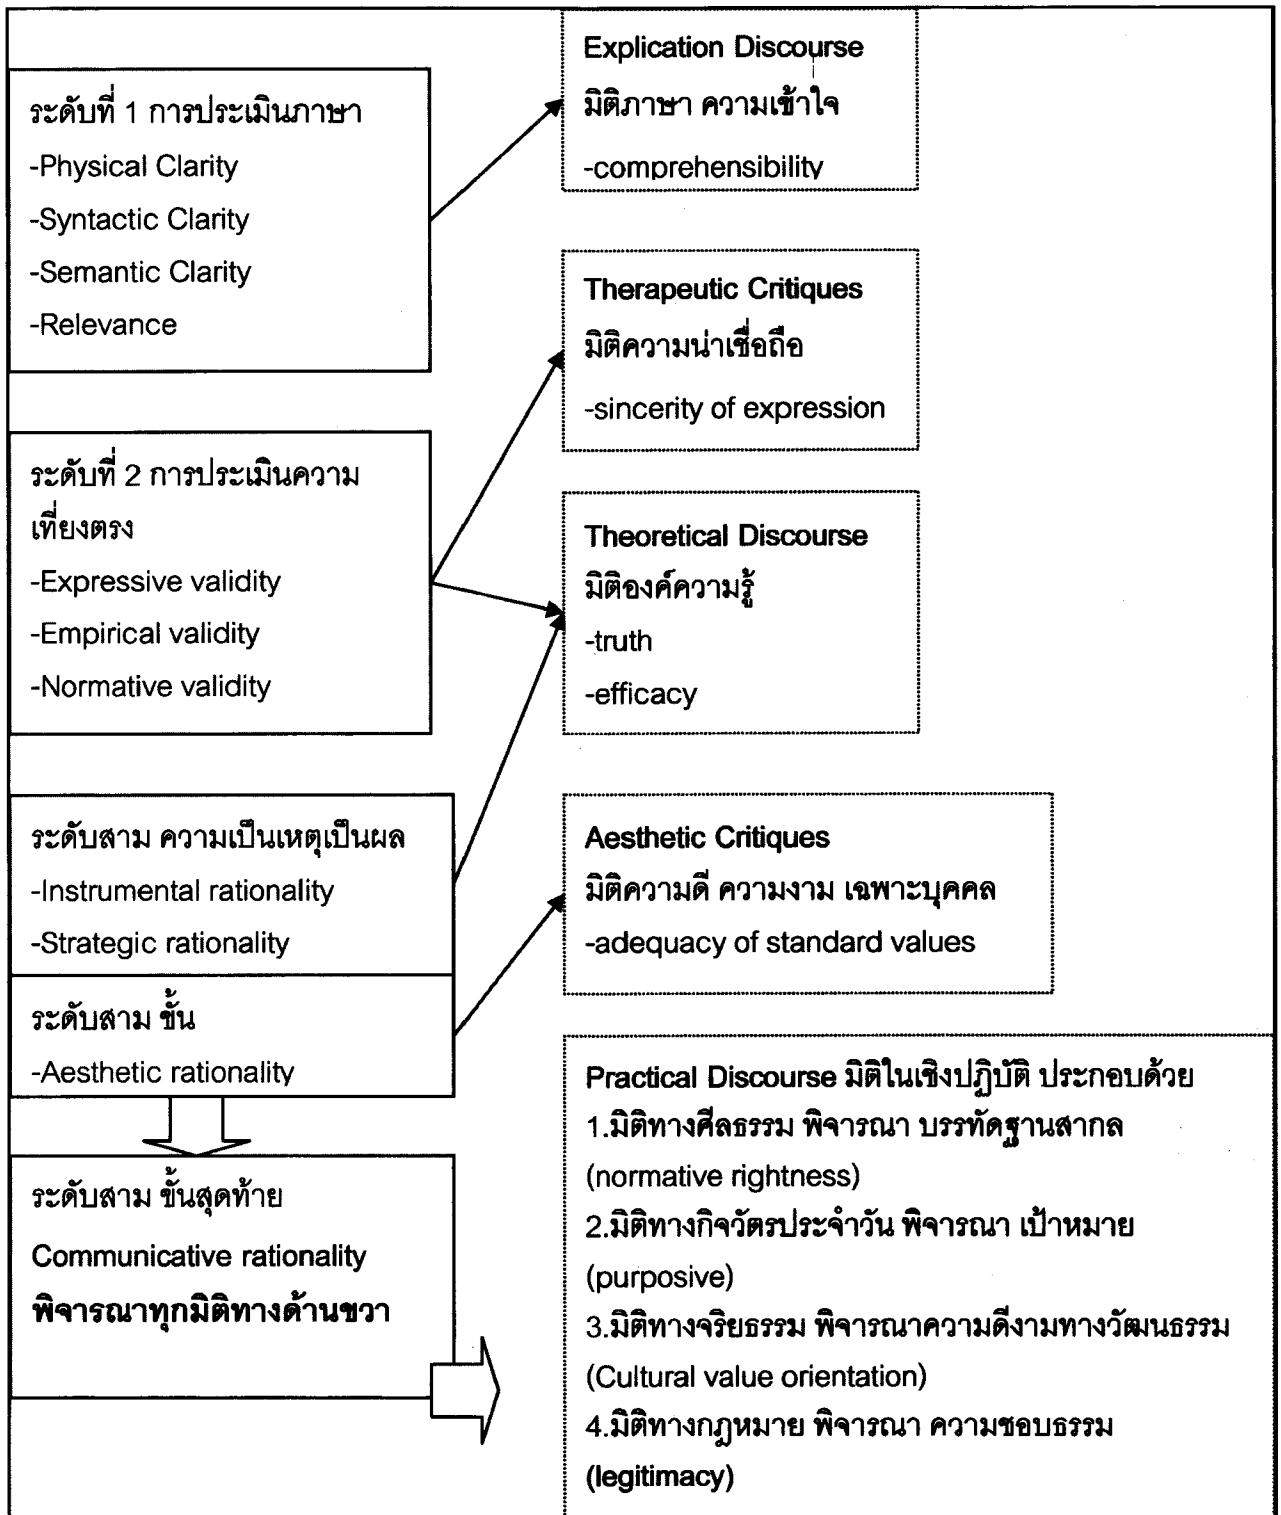 ระดับที่ 1 การประเมินภาษา
-Physical Clarity
-Syntactic Clarity
-Semantic Clarity
-Relevance
Explication Discourse
มิติภาษา ความเข้าใจ
-comprehensibility
ระดับที่ 2 การประเมินความ
เที่ยงตรง
-Expressive validity
-Empirical validity
-Normative validity
Therapeutic Critiques
มิติความน่าเชื่อถือ
-sincerity of expression
Theoretical Discourse
มิติองค์ความรู้
-truth
-efficacy
ระดับสาม ความเป็นเหตุเป็นผล
-Instrumental rationality
-Strategic rationality
ระดับสาม ขั้น
-Aesthetic rationality
Aesthetic Critiques
มิติความดี ความงาม เฉพาะบุคคล
-adequacy of standard values
ระดับสาม ขั้นสุดท้าย
Communicative rationality
พิจารณาทุกมิติทางด้านขวา
Practical Discourse มิติในเชิงปฏิบัติ ประกอบด้วย
1.มิติทางศีลธรรม พิจารณา บรรทัดฐานสากล
(normative rightness)
2.มิติทางกิจวัตรประจำวัน พิจารณา เป้าหมาย
(purposive)
3.มิติทางจริยธรรม พิจารณาความดีงามทางวัฒนธรรม
(Cultural value orientation)
4.มิติทางกฎหมาย พิจารณา ความชอบธรรม
(legitimacy)